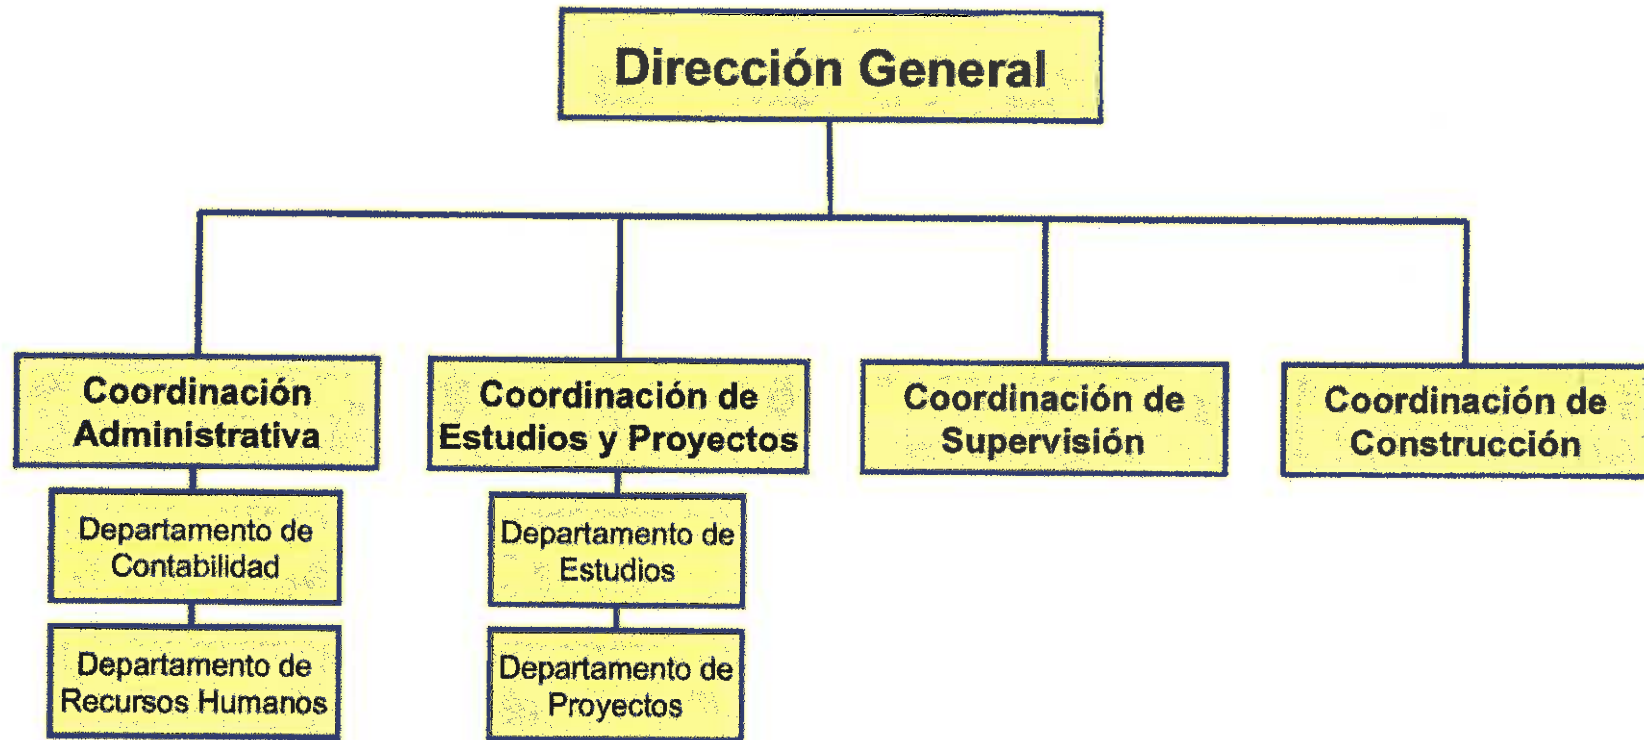 Dirección General
Coordinación
Administrativa
Coordinación de
Estudios y Proyectos
Coordinación de
Supervisión
Coordinación de
Construcción
Departamento de
Contabilidad
Departamento de
Estudios
Departamento de
Recursos Humanos
Departamento de
Proyectos